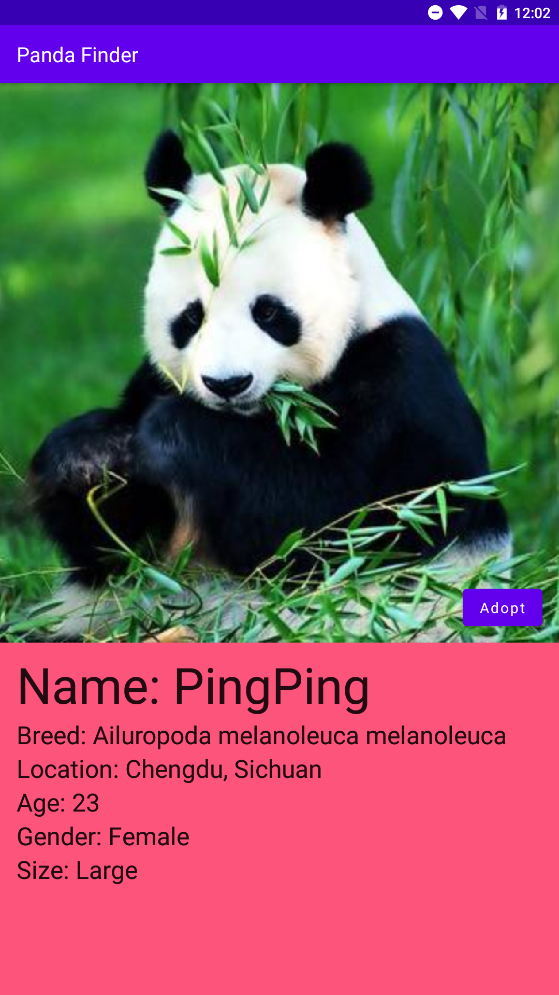 12:02
Panda Finder
Adopt
Name: PingPing
Breed: Ailuropoda melanoleuca melanoleuca
Location: Chengdu, Sichuan
Age: 23
Gender: Female
Size: Large